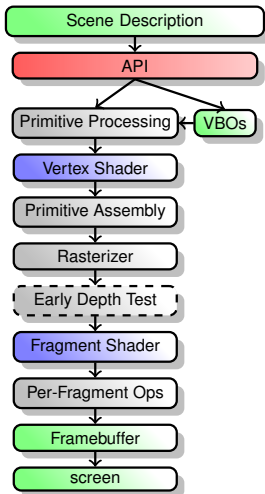 Scene Description
API
Primitive Processing
VBOs
Vertex Shader
Primitive Assembly
Rasterizer
Early Depth Test
Fragment Shader
Per-Fragment Ops
Framebuffer
screen